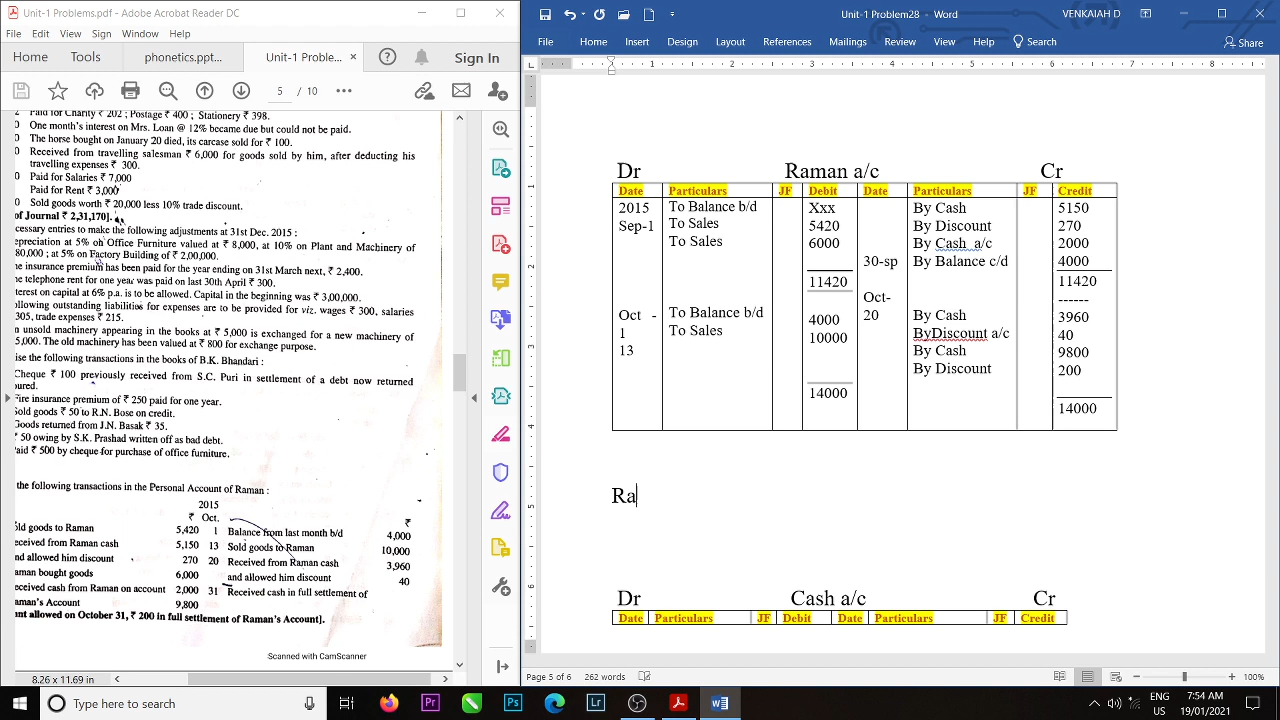 Unit-1 Problems.pdf - Adobe Acrobat Reader DC
File Edit View Sign Window Help
Home Tools phonetics.ppt... Unit-1 Proble... × Sign In
5 / 10
Paid for Charity ₹ 202 ; Postage ₹ 400 ; Stationery ₹ 398.
0 One month's interest on Mrs. Loan @ 12% became due but could not be paid.
0 The horse bought on January 20 died, its carcase sold for ₹ 100.
0 Received from travelling salesman ₹ 6,000 for goods sold by him, after deducting his
travelling expenses ₹ 300.
0 Paid for Salaries ₹ 7,000
Paid for Rent ₹ 3,000
0 Sold goods worth ₹ 20,000 less 10% trade discount.
of Journal ₹ 2,31,170].
cessary entries to make the following adjustments at 31st Dec. 2015 :
epreciation at 5% on Office Furniture valued at ₹ 8,000, at 10% on Plant and Machinery of
80,000 ; at 5% on Factory Building of ₹ 2,00,000.
he insurance premium has been paid for the year ending on 31st March next, ₹ 2,400.
he telephone rent for one year was paid on last 30th April ₹ 300.
terest on capital at 6% p.a. is to be allowed. Capital in the beginning was ₹ 3,00,000.
ollowing outstanding liabilities for expenses are to be provided for viz. wages ₹ 300, salaries
305, trade expenses ₹ 215.
n unsold machinery appearing in the books at ₹ 5,000 is exchanged for a new machinery of
5,000. The old machinery has been valued at ₹ 800 for exchange purpose.
ise the following transactions in the books of B.K. Bhandari :
Cheque ₹ 100 previously received from S.C. Puri in settlement of a debt now returned
oured.
Fire insurance premium of ₹ 250 paid for one year.
Sold goods ₹ 50 to R.N. Bose on credit.
Goods returned from J.N. Basak ₹ 35.
₹ 50 owing by S.K. Prashad written off as bad debt.
Paid ₹ 500 by cheque for purchase of office furniture.
the following transactions in the Personal Account of Raman :
2015
₹ Oct. ₹
old goods to Raman 5,420 1 Balance from last month b/d 4,000
eceived from Raman cash 5,150 13 Sold goods to Raman 10,000
nd allowed him discount 270 20 Received from Raman cash 3,960
aman bought goods 6,000 and allowed him discount 40
eceived cash from Raman on account 2,000 31 Received cash in full settlement of
aman's Account 9,800
nt allowed on October 31, ₹ 200 in full settlement of Raman's Account].
Scanned with CamScanner
8.26 x 11.69 in
Unit-1 Problem28 - Word VENKAIAH D
File Home Insert Design Layout References Mailings Review View Help Search Share
1 2 3 4 5 6 7 8
Dr Raman a/c Cr
Date Particulars JF Debit Date Particulars JF Credit
2015 To Balance b/d Xxx By Cash 5150
Sep-1 To Sales 5420 By Discount 270
To Sales 6000 By Cash a/c 2000
30-sp By Balance c/d 4000
11420 11420
Oct- ------
Oct - To Balance b/d 4000 20 By Cash 3960
1 To Sales 10000 ByDiscount a/c 40
13 By Cash 9800
By Discount 200
14000 14000
Ra
Dr Cash a/c Cr
Date Particulars JF Debit Date Particulars JF Credit
Page 5 of 6 262 words 100%
Type here to search ENG 7:54 AM
US 19/01/2021